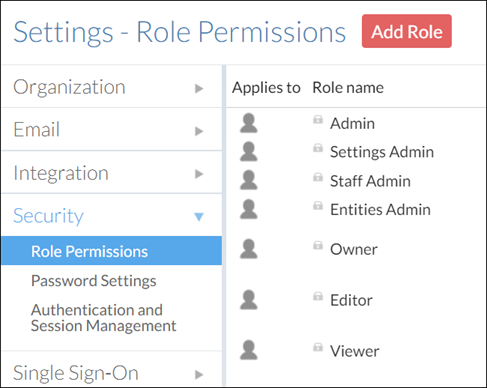 Settings - Role Permissions
Add Role
Organization
Email
Integration
Security
Role Permissions
Password Settings
Authentication and
Session Management
Single Sign-On
Applies to Role name
Admin
Settings Admin
Staff Admin
Entities Admin
Owner
Editor
Viewer